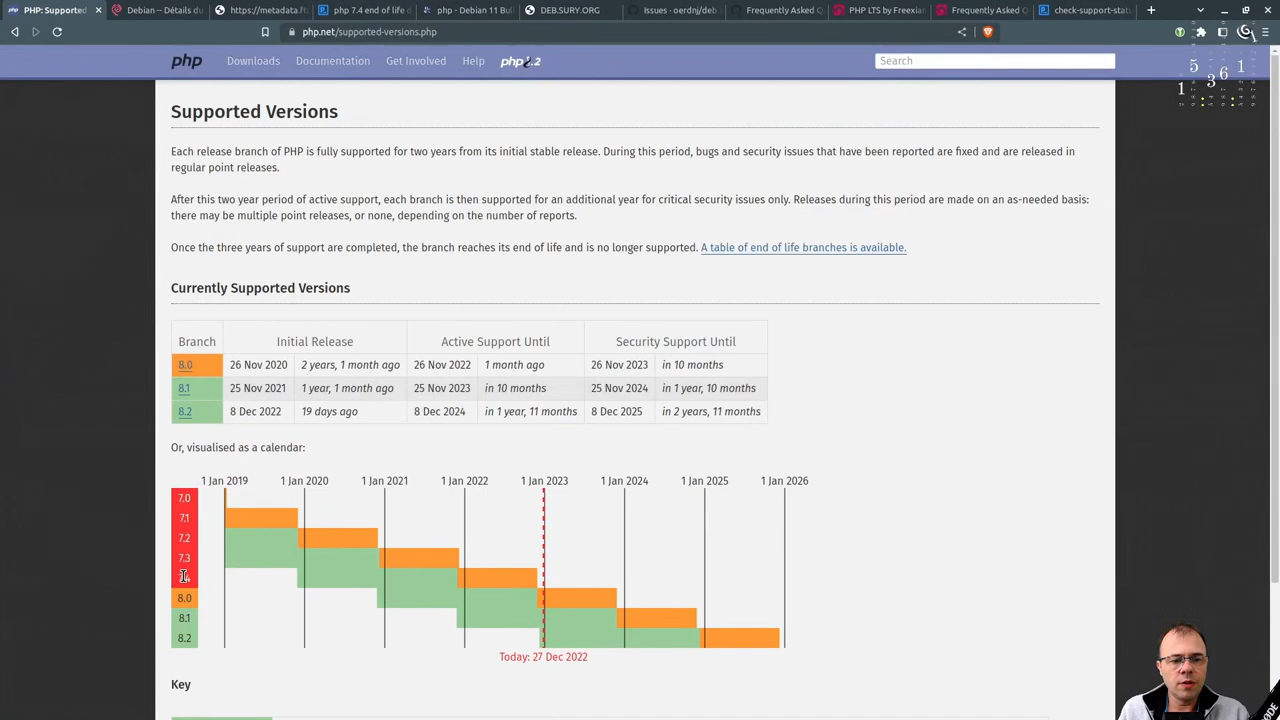 PHP: Supported
Debian -- Détails du
https://metadata.ft
php 7.4 end of life d
php - Debian 11 Bull
DEB.SURY.ORG
Issues · oerdnj/deb.
Frequently Asked
PHP LTS by Freexian
Frequently Asked Q
check-support-stat
php.net/supported-versions.php
php
Downloads
Documentation
Get Involved
Help
php8.2
Search
5
6
1
1
3
Supported Versions
Each release branch of PHP is fully supported for two years from its initial stable release. During this period, bugs and security issues that have been reported are fixed and are released in
regular point releases.
After this two year period of active support, each branch is then supported for an additional year for critical security issues only. Releases during this period are made on an as-needed basis:
there may be multiple point releases, or none, depending on the number of reports.
Once the three years of support are completed, the branch reaches its end of life and is no longer supported. A table of end of life branches is available.
Currently Supported Versions
Branch Initial Release Active Support Until Security Support Until
8.0 26 Nov 2020 2 years, 1 month ago 26 Nov 2022 1 month ago 26 Nov 2023 in 10 months
8.1 25 Nov 2021 1 year, 1 month ago 25 Nov 2023 in 10 months 25 Nov 2024 in 1 year, 10 months
8.2 8 Dec 2022 19 days ago 8 Dec 2024 in 1 year, 11 months 8 Dec 2025 in 2 years, 11 months
Or, visualised as a calendar:
1 Jan 2019 1 Jan 2020 1 Jan 2021 1 Jan 2022 1 Jan 2023 1 Jan 2024 1 Jan 2025 1 Jan 2026
7.0
7.1
7.2
7.3
8.0
8.1
8.2
Today: 27 Dec 2022
Key